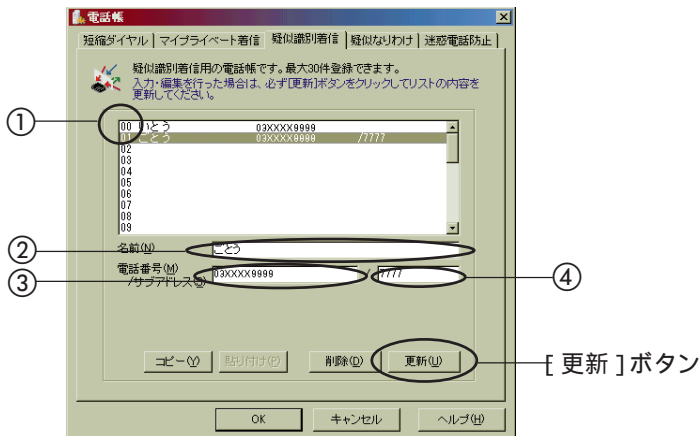 電話帳
短縮ダイヤル マイプライベート着信 疑似識別着信 疑似なりわけ 迷惑電話防止
疑似識別着信用の電話帳です。最大30件登録できます。
入力・編集を行った場合は、必ず[更新]ボタンをクリックしてリストの内容を
更新してください。
①
00 いとう 03XXXX9999
01 ごとう 03XXXX9999 /7777
02
03
04
05
06
07
08
09
②
名前(N) ごとう
電話番号(M)
③
/サブアドレス(S) 03XXXX9999 / 7777
④
コピー(Y) 貼り付け(P) 削除(D) 更新(U)
[ 更新 ]ボタン
OK キャンセル ヘルプ(H)